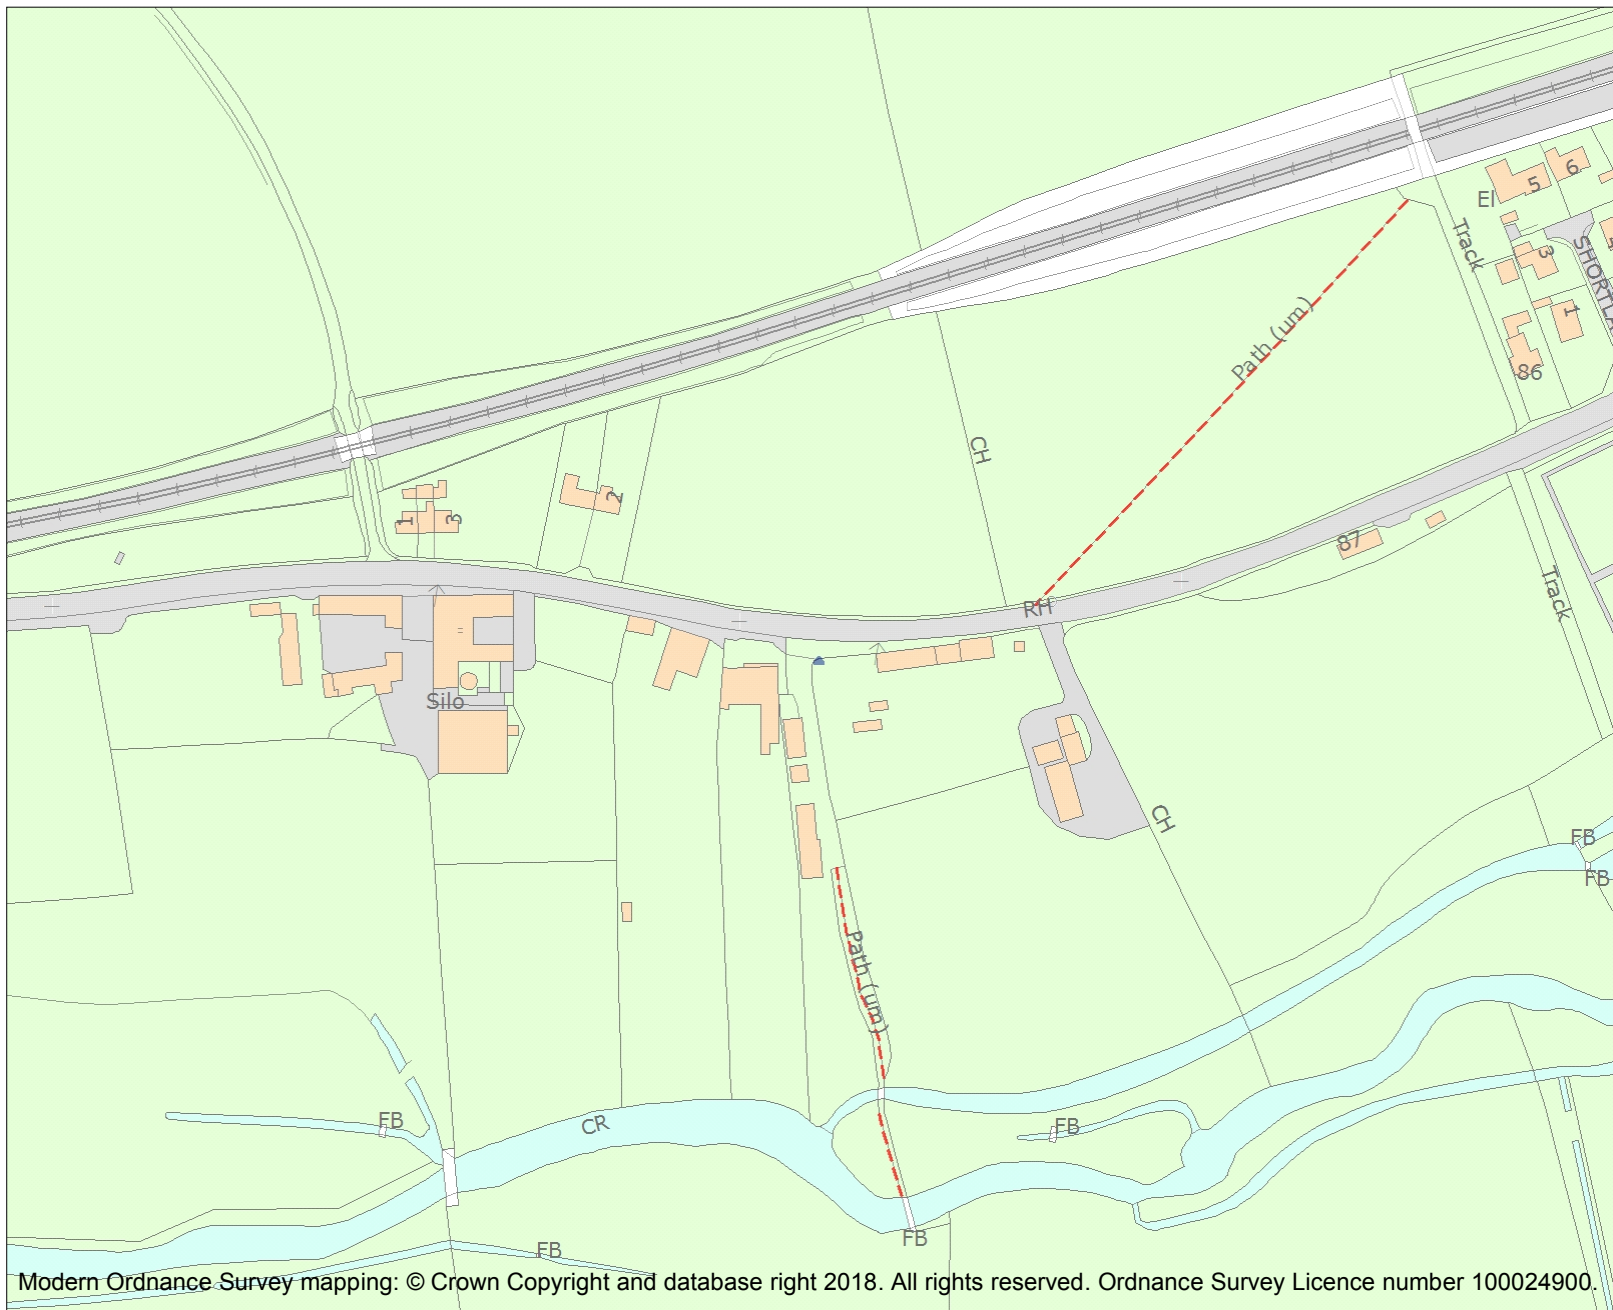 6
5
El
Track
3
SHORTLA
1
Path (um)
86
CH
2
1
3
87
Track
RH
Silo
CH
FB
FB
Path (um)
FB
CR
FB
FB
FB
Modern Ordnance Survey mapping: © Crown Copyright and database right 2018. All rights reserved. Ordnance Survey Licence number 100024900.